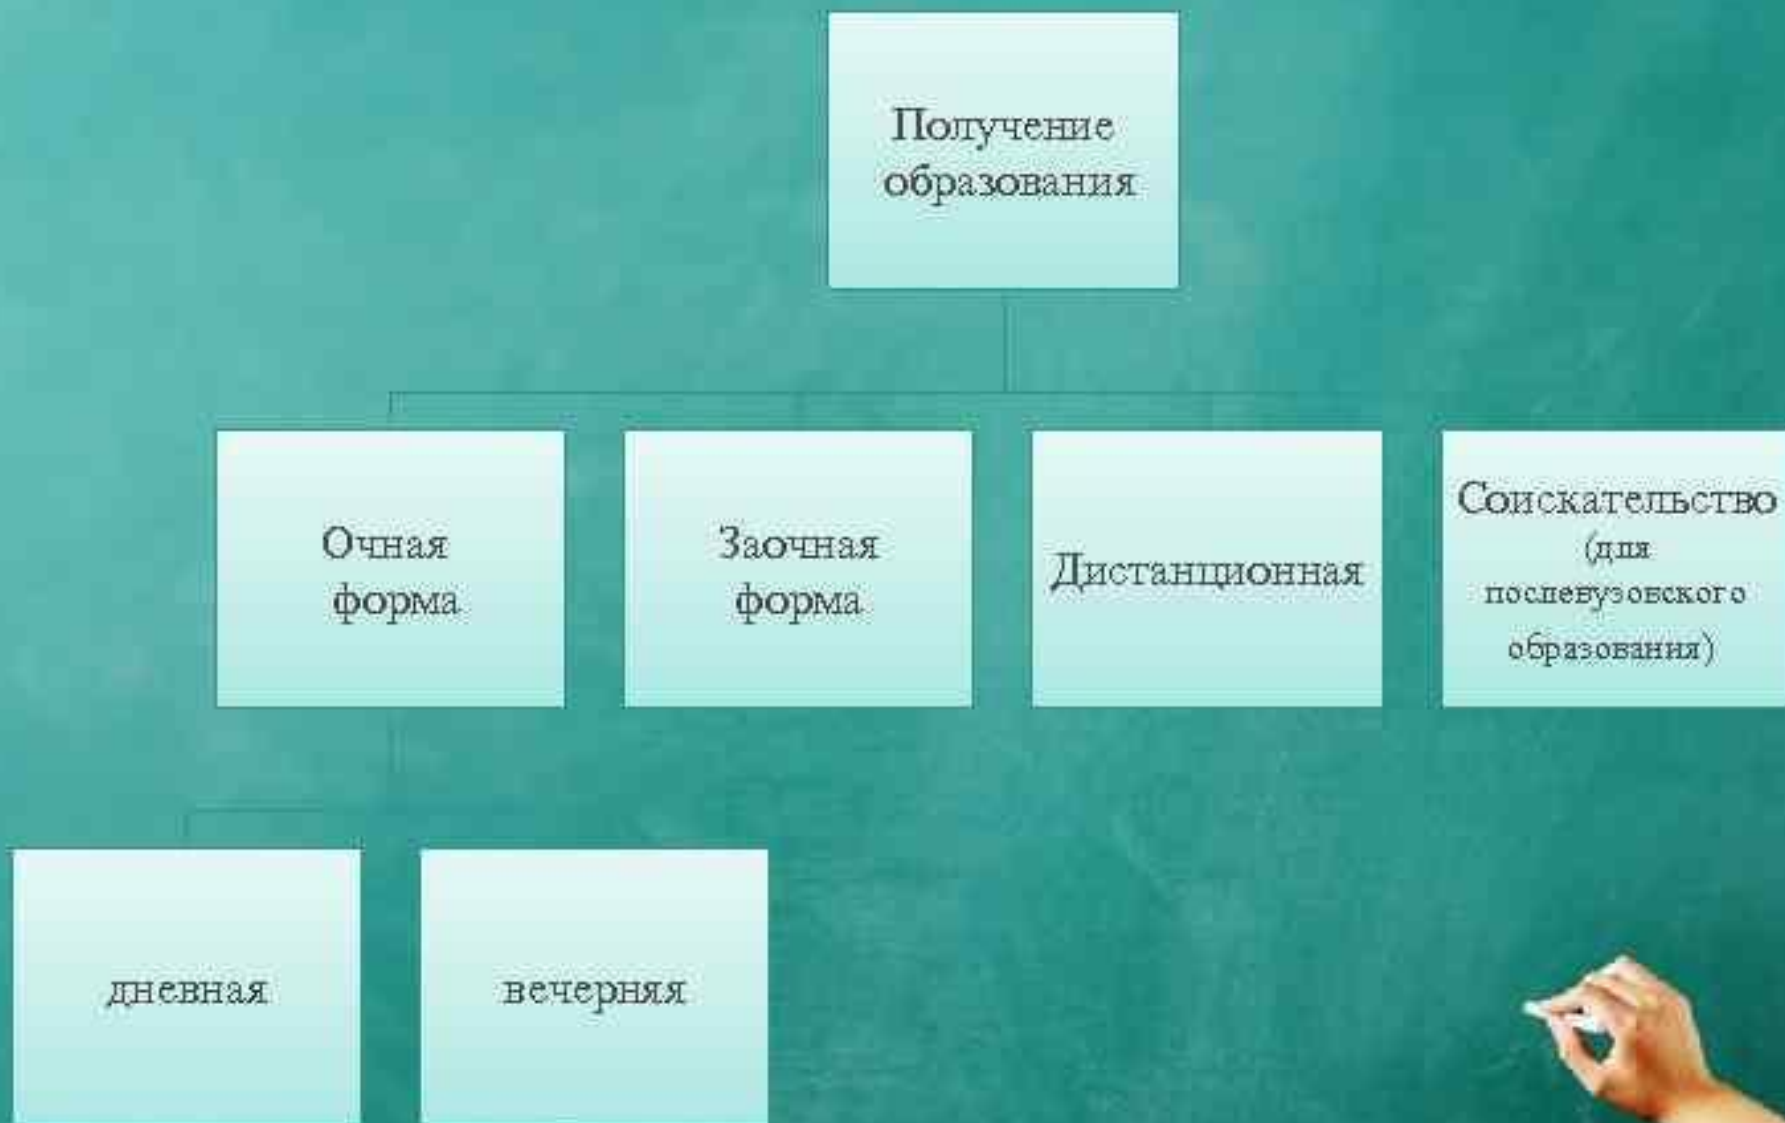 Получение
образования
Очная
форма
Заочная
форма
Дистанционная
Соискательство
(для
послевузовского
образования)
дневная
вечерняя